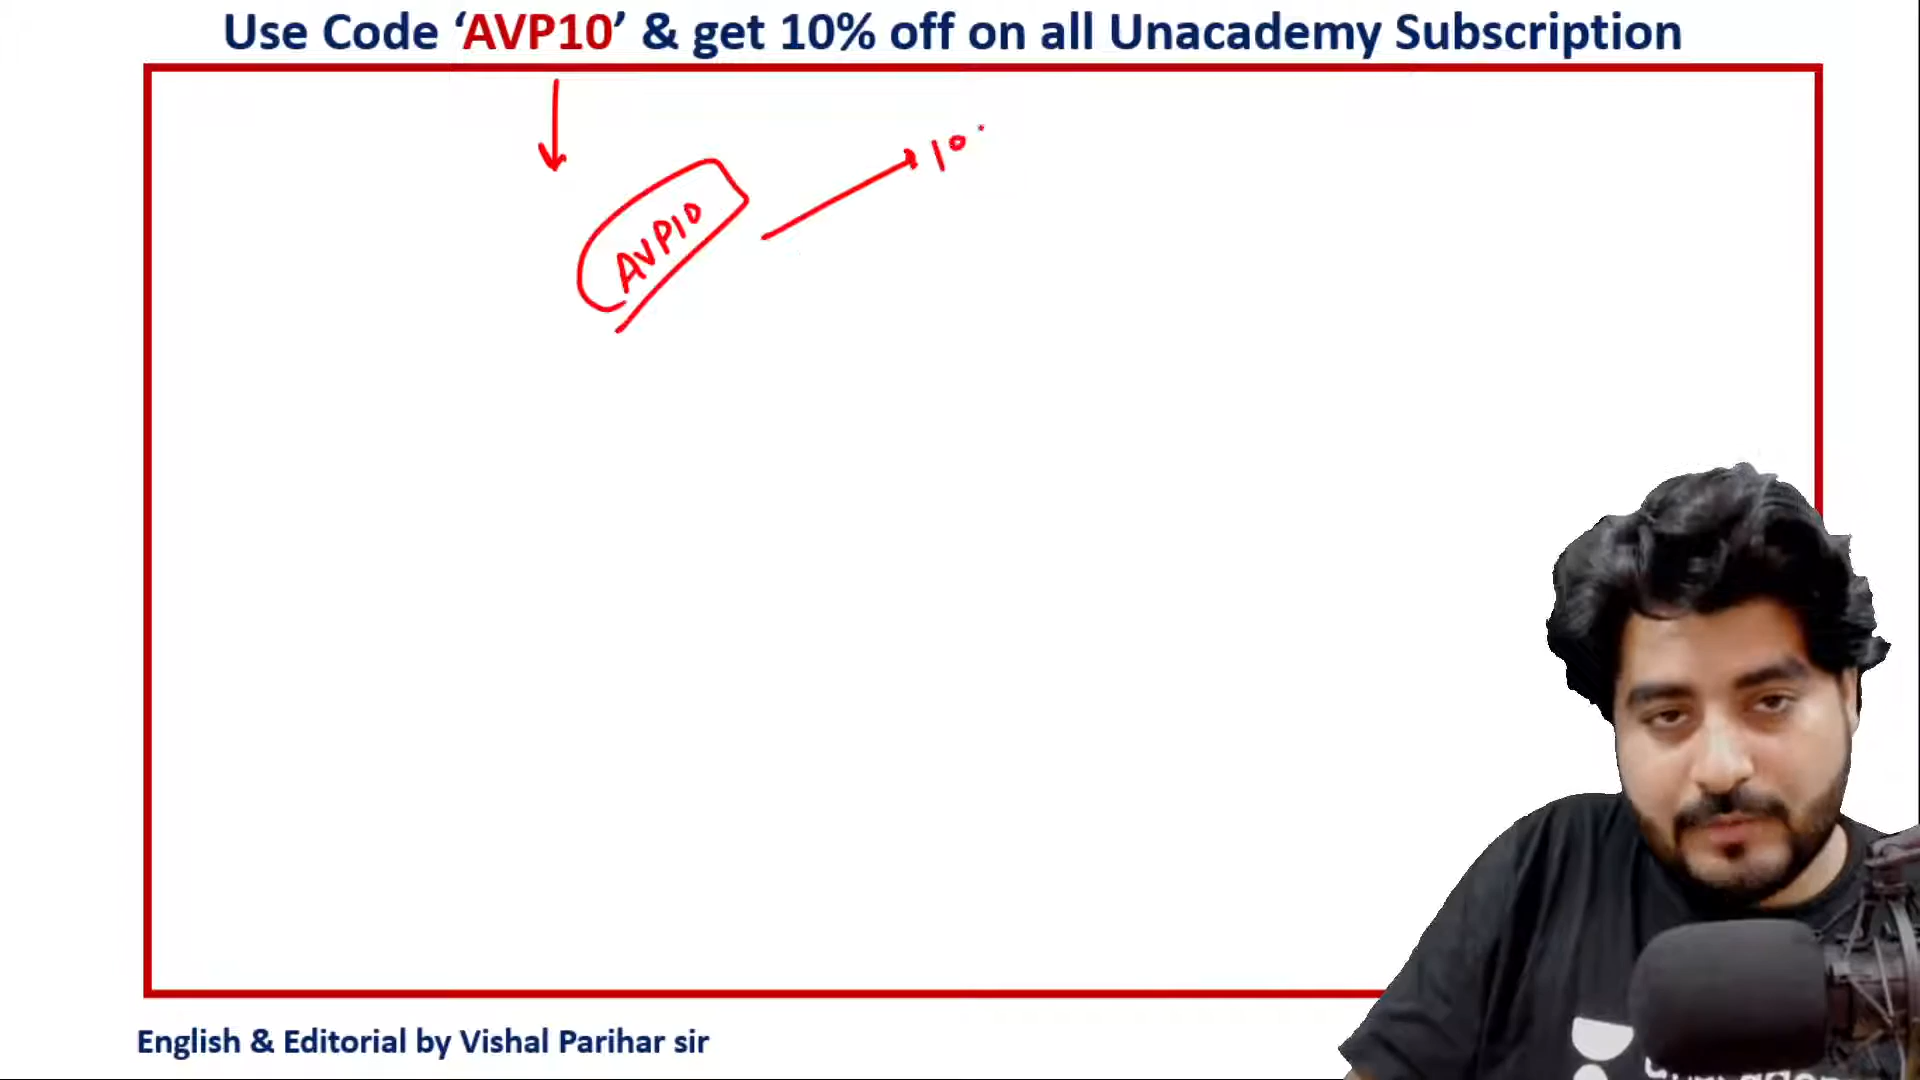 Use Code ‘AVP10’ & get 10% off on all Unacademy Subscription
10
AVP10
English & Editorial by Vishal Parihar sir